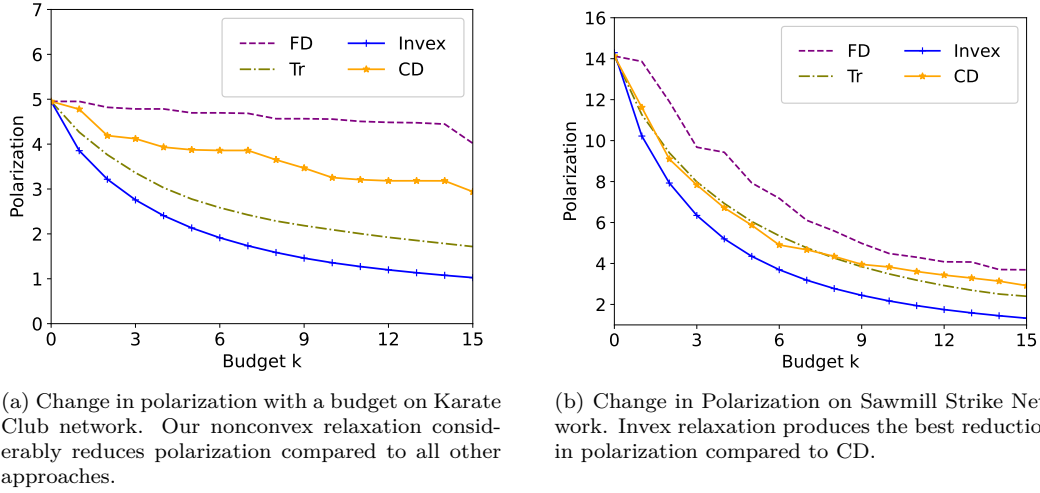 7
6
5
4
3
2
1
0
Polarization
FD
Tr
Invex
CD
0
3
6
9
12
15
Budget k
(a) Change in polarization with a budget on Karate
Club network. Our nonconvex relaxation consid-
erably reduces polarization compared to all other
approaches.
16
14
12
10
8
6
4
2
Polarization
FD
Tr
Invex
CD
0
3
6
9
12
15
Budget k
(b) Change in Polarization on Sawmill Strike Ne
work. Invex relaxation produces the best reductio
in polarization compared to CD.